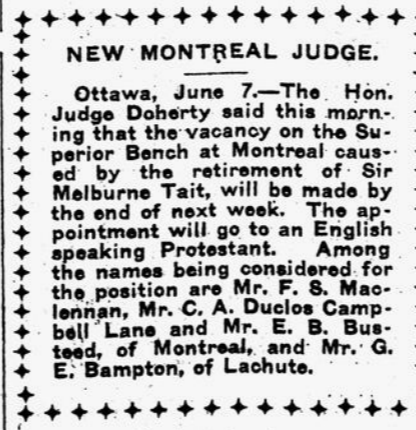 NEW MONTREAL JUDGE.
Ottawa, June 7.—The Hon.
Judge Doherty said this morn-
ing that the vacancy on the Su-
perior Bench at Montreal caus-
ed by the retirement of Sir
Melburne Tait, will be made by
the end of next week. The ap-
pointment will go to an English
speaking Protestant. Among
the names being considered for
the position are Mr. F. S. Mac-
lennan, Mr. C. A. Duclos Camp-
bell Lane and Mr. E. B. Bus-
teed, of Montreal, and Mr. G.
E. Bampton, of Lachute.